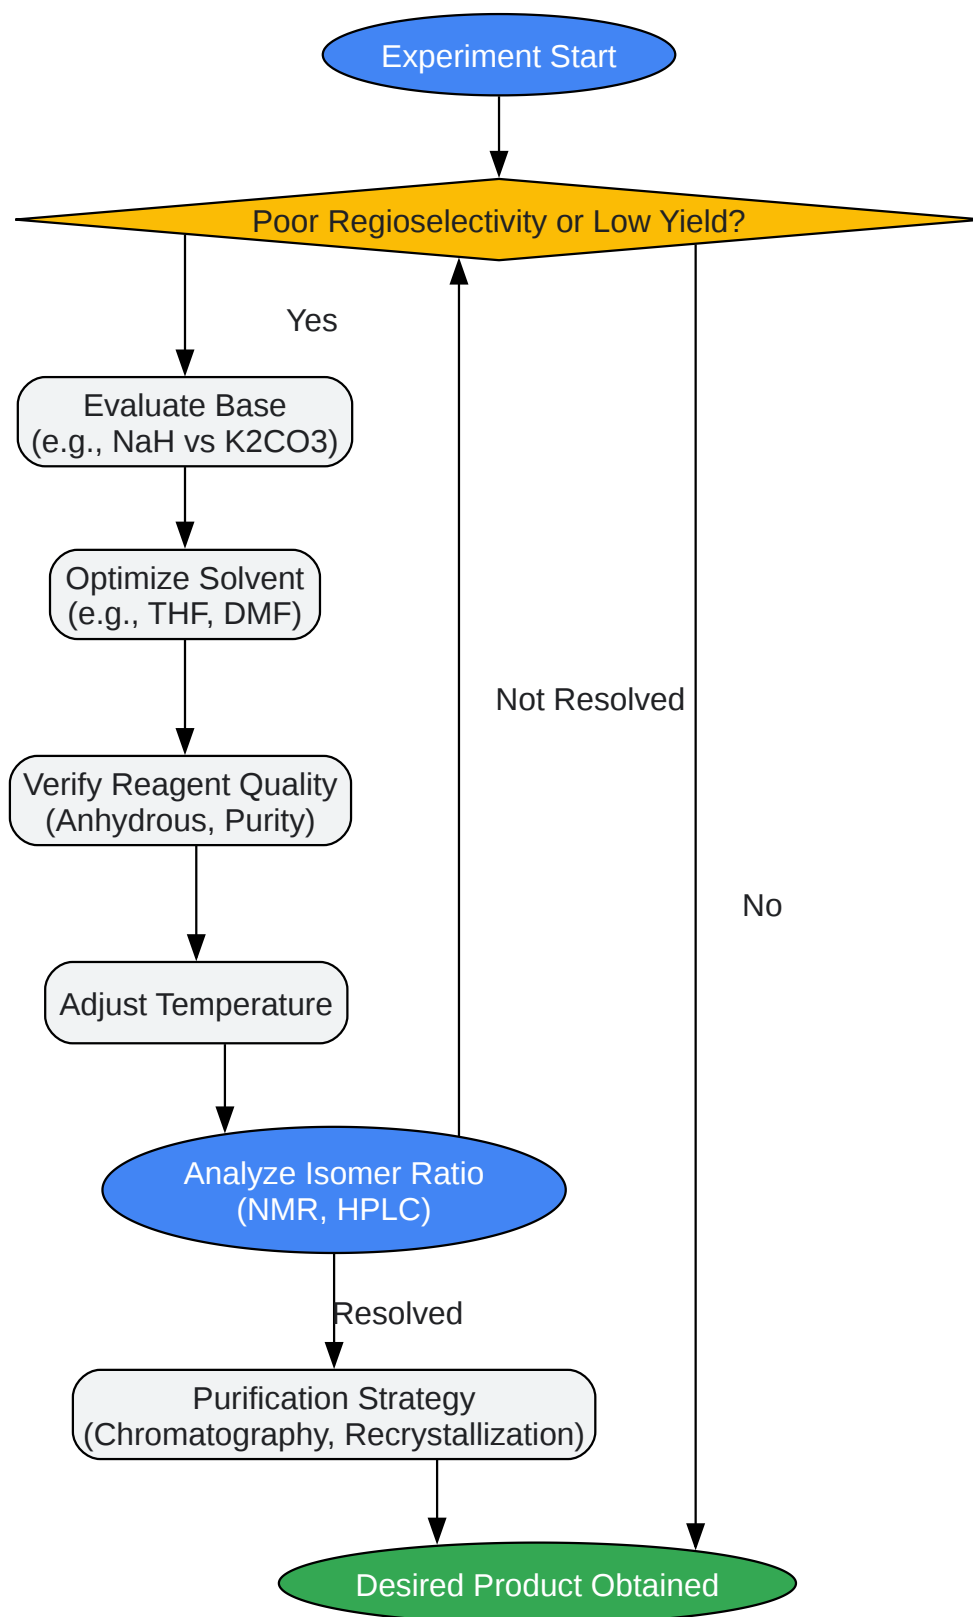 Experiment Start
Poor Regioselectivity or Low Yield?
Yes
Evaluate Base
(e.g., NaH vs K2CO3)
Optimize Solvent
(e.g., THF, DMF)
Not Resolved
Verify Reagent Quality
(Anhydrous, Purity)
No
Adjust Temperature
Analyze Isomer Ratio
(NMR, HPLC)
Resolved
Purification Strategy
(Chromatography, Recrystallization)
Desired Product Obtained